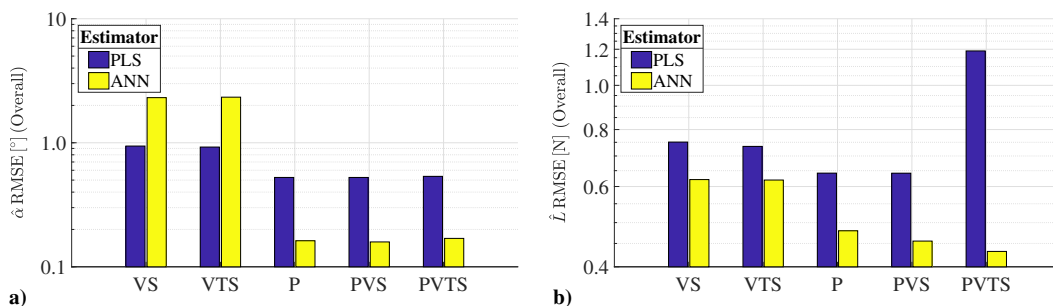 10
1.0
0.1
α̂ RMSE [°] (Overall)
Estimator
PLS
ANN
VS VTS P PVS PVTS
a)
1.4
1.2
1.0
0.8
0.6
0.4
L̂ RMSE [N] (Overall)
Estimator
PLS
ANN
VS VTS P PVS PVTS
b)